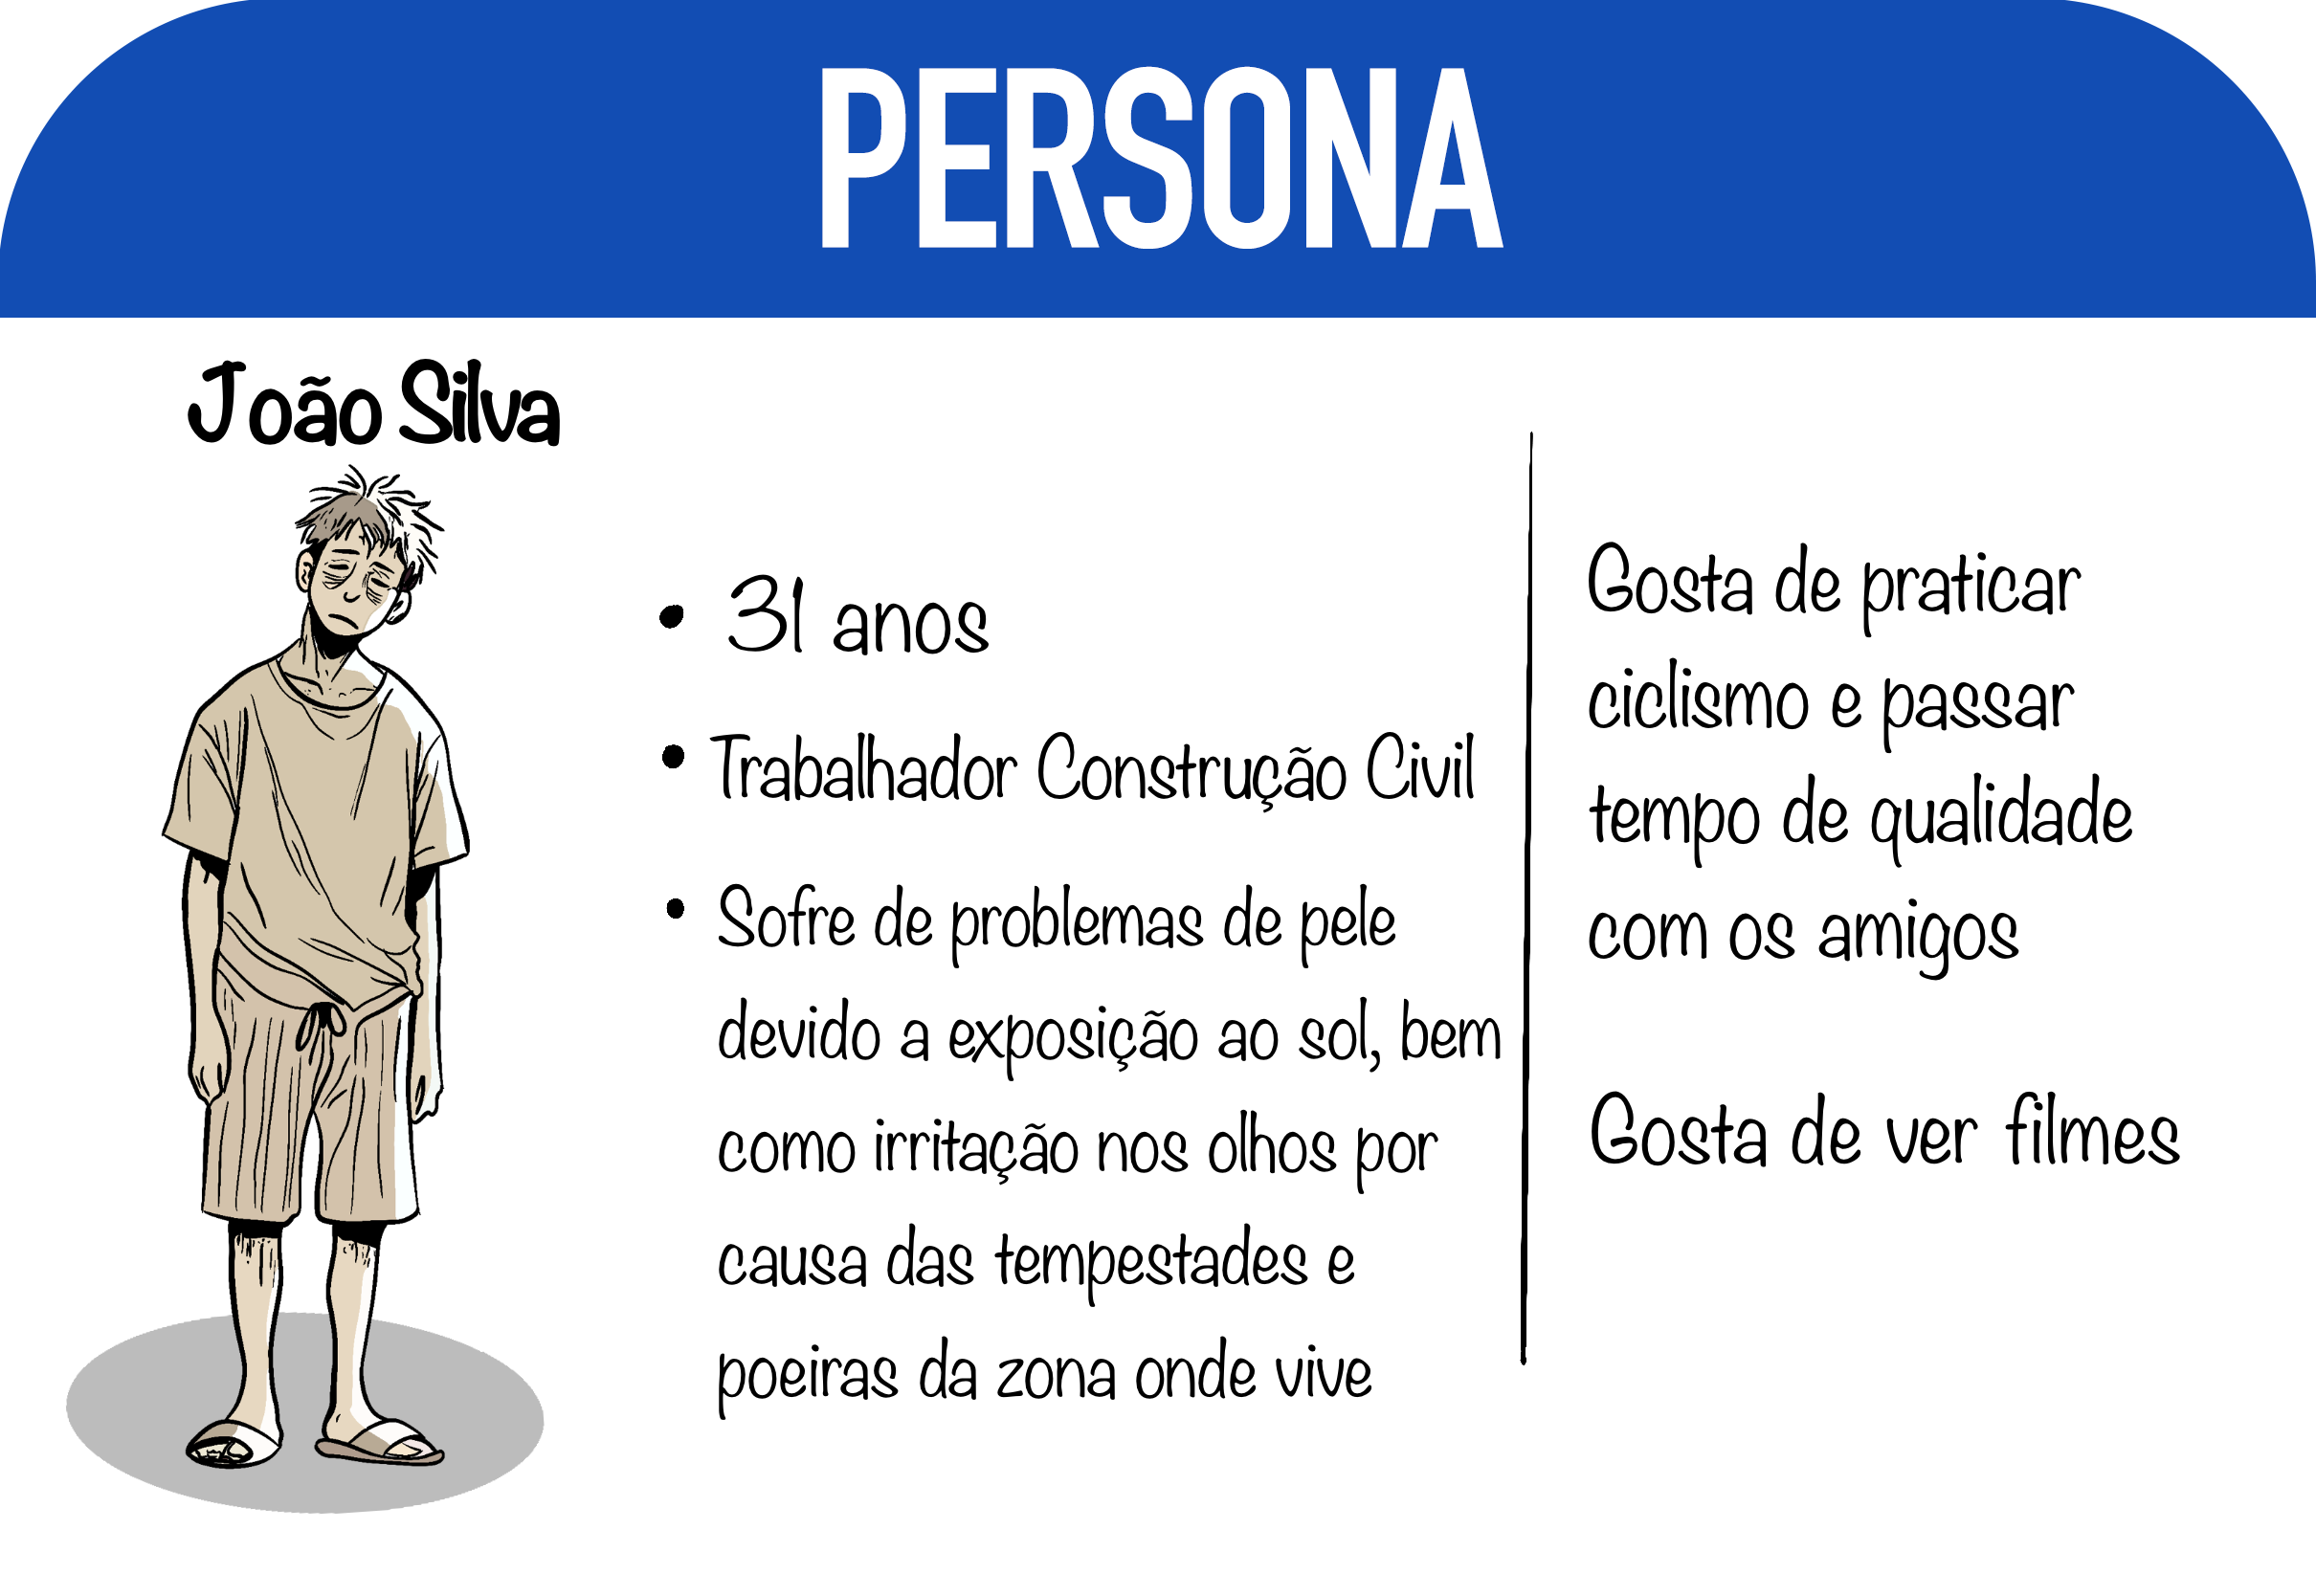 PERSONA
João Silva
• 31 anos
• Trabalhador Construção Civil
• Sofre de problemas de pele
devido a exposição ao sol, bem
como irritação nos olhos por
causa das tempestades e
poeiras da zona onde vive
Gosta de praticar
ciclismo e passar
tempo de qualidade
com os amigos
Gosta de ver filmes